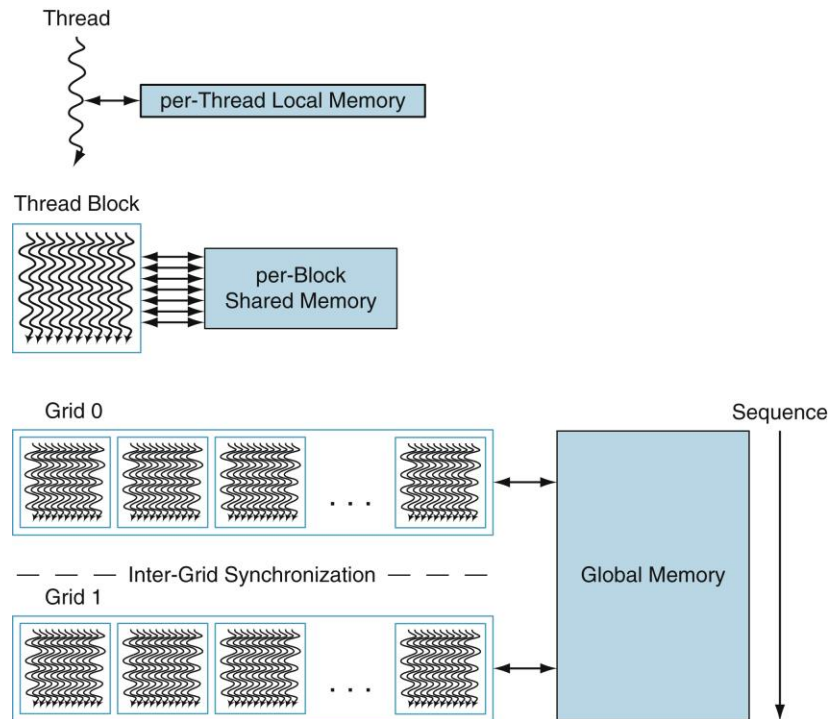 Thread
per-Thread Local Memory
Thread Block
per-Block
Shared Memory
Grid 0
Sequence
. . .
Inter-Grid Synchronization
Global Memory
Grid 1
. . .